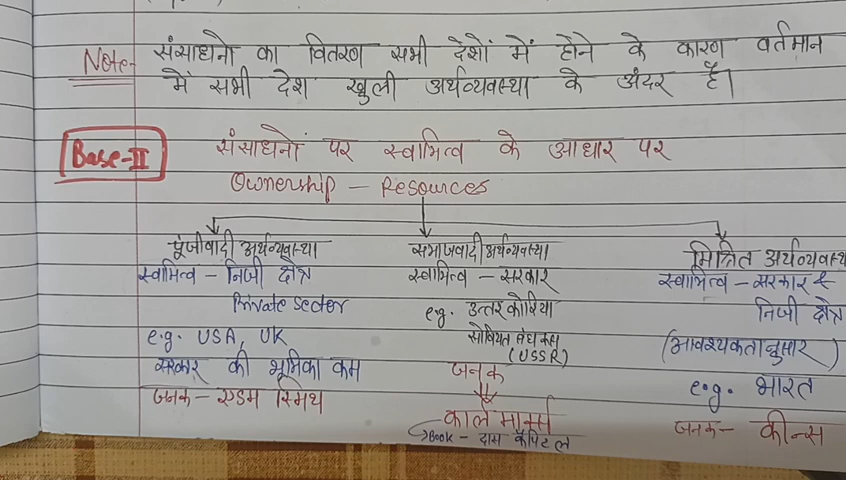 Note- संसाधनो का वितरण सभी देशों में होने के कारण वर्तमान
में सभी देश खुली अर्थव्यवस्था के अंदर है।
Base-II संसाधनों पर स्वामित्व के आधार पर
Ownership – Resources
पूंजीवादी अर्थव्यवस्था
स्वामित्व – निजी क्षेत्र
Private sector
e.g. USA, UK
सरकार की भूमिका कम
जनक – एडम स्मिथ
समाजवादी अर्थव्यवस्था
स्वामित्व – सरकार
e.g. उत्तर कोरिया
सोवियत संघ रूस
(USSR)
जनक
कार्ल मार्क्स
Book – दास कैपिटल
मिश्रित अर्थव्यवस्थ
स्वामित्व – सरकार &
निजी क्षेत्र
(आवश्यकतानुसार)
e.g. भारत
जनक – कीन्स